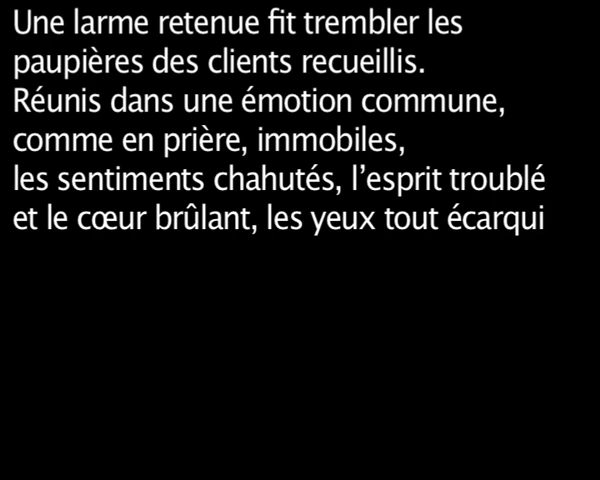 Une larme retenue fit trembler les
paupières des clients recueillis.
Réunis dans une émotion commune,
comme en prière, immobiles,
les sentiments chahutés, l’esprit troublé
et le cœur brûlant, les yeux tout écarqui